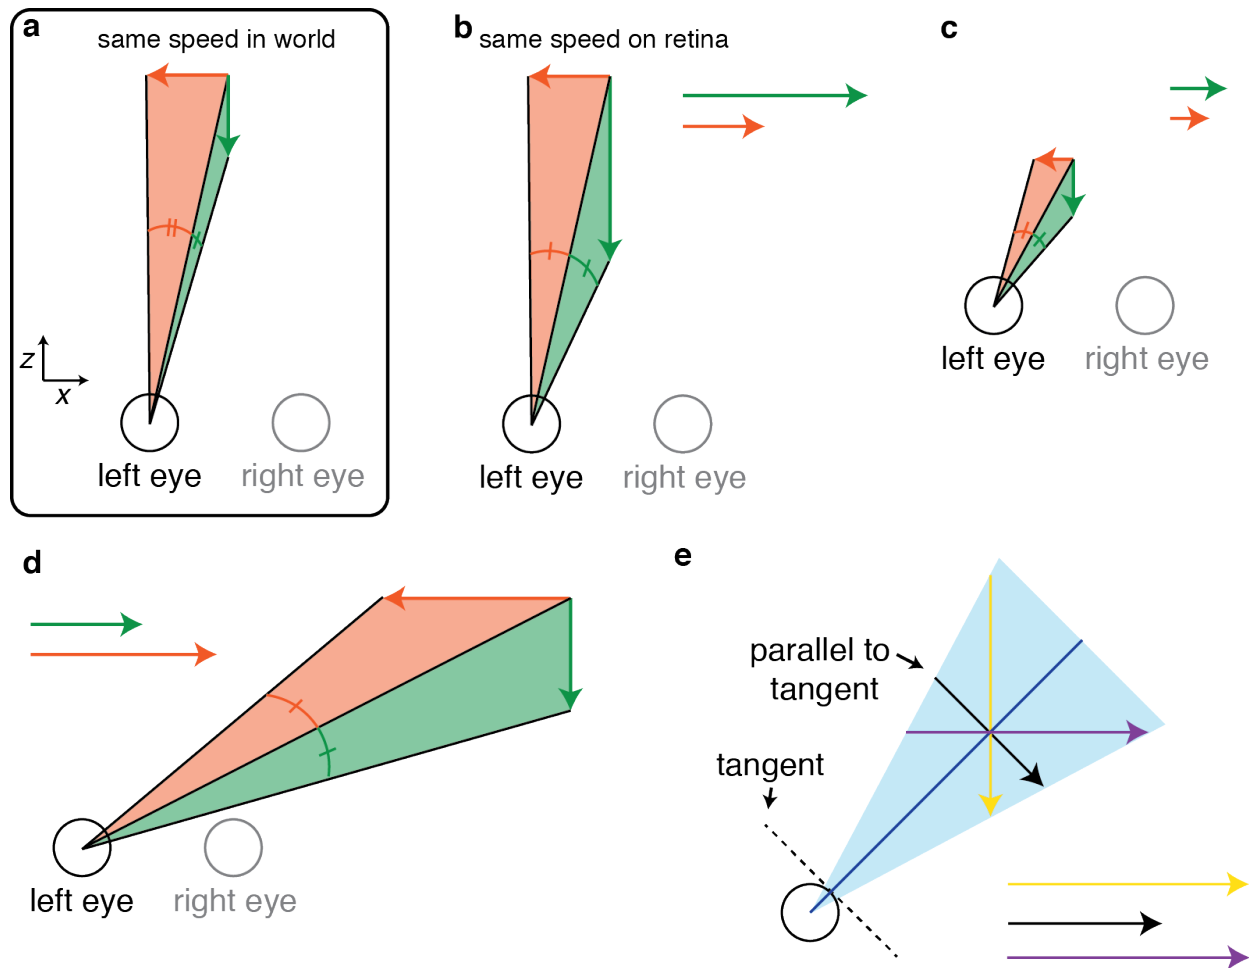 a
same speed in world
z
x
left eye
right eye
b
same speed on retina
left eye
right eye
c
left eye
right eye
d
left eye
right eye
e
parallel to
tangent
tangent